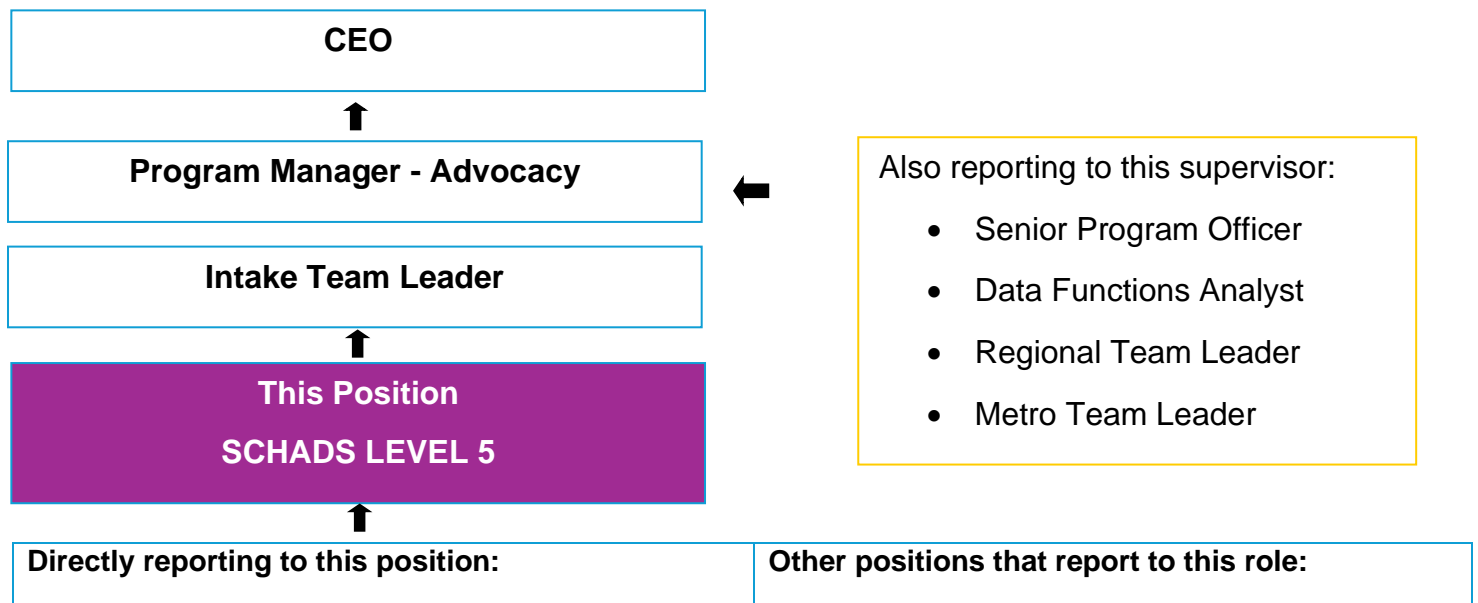 CEO
Program Manager - Advocacy
Intake Team Leader
This Position
SCHADS LEVEL 5
Also reporting to this supervisor:
• Senior Program Officer
• Data Functions Analyst
• Regional Team Leader
• Metro Team Leader
Directly reporting to this position:
Other positions that report to this role: